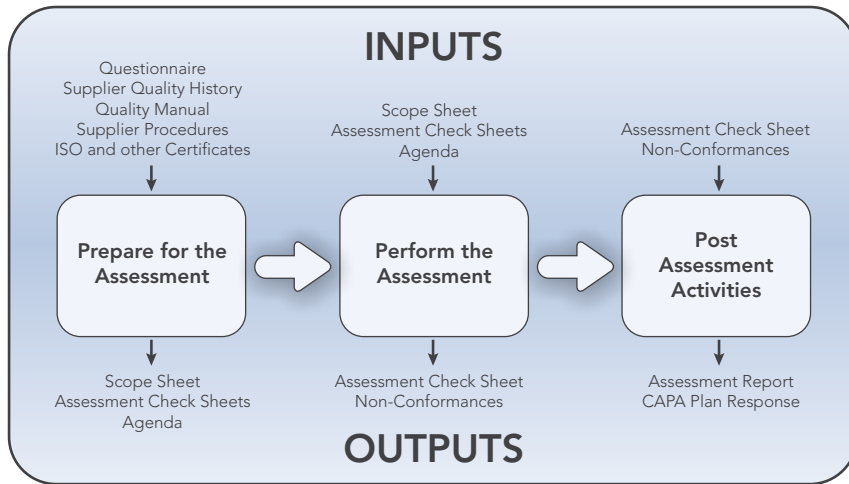 INPUTS
Questionnaire
Supplier Quality History
Quality Manual
Supplier Procedures
ISO and other Certificates
Scope Sheet
Assessment Check Sheets
Agenda
Assessment Check Sheet
Non-Conformances
Prepare for the
Assessment
Perform the
Assessment
Post
Assessment
Activities
Scope Sheet
Assessment Check Sheets
Agenda
Assessment Check Sheet
Non-Conformances
Assessment Report
CAPA Plan Response
OUTPUTS